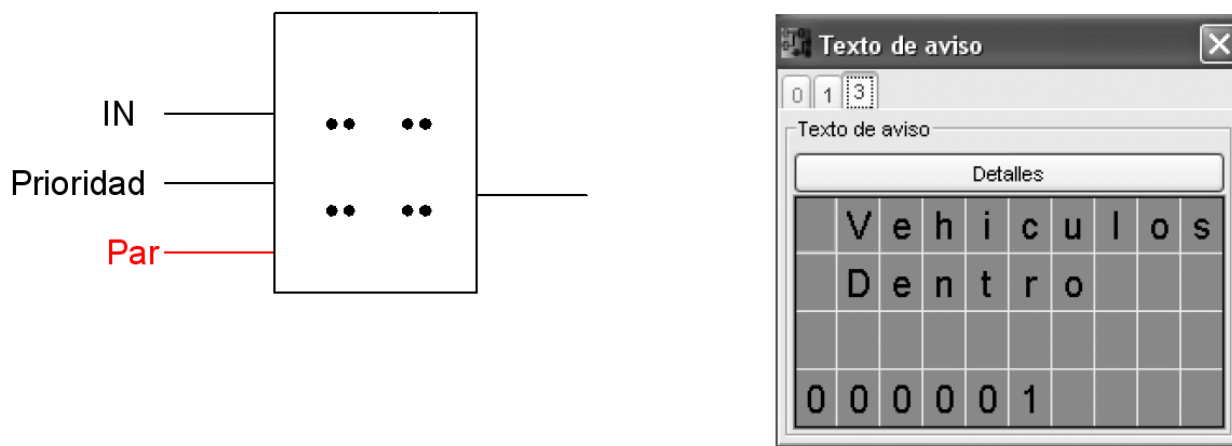 IN
Prioridad
Par
Texto de aviso
0 1 3
Texto de aviso
Detalles
Vehiculos
Dentro
000001